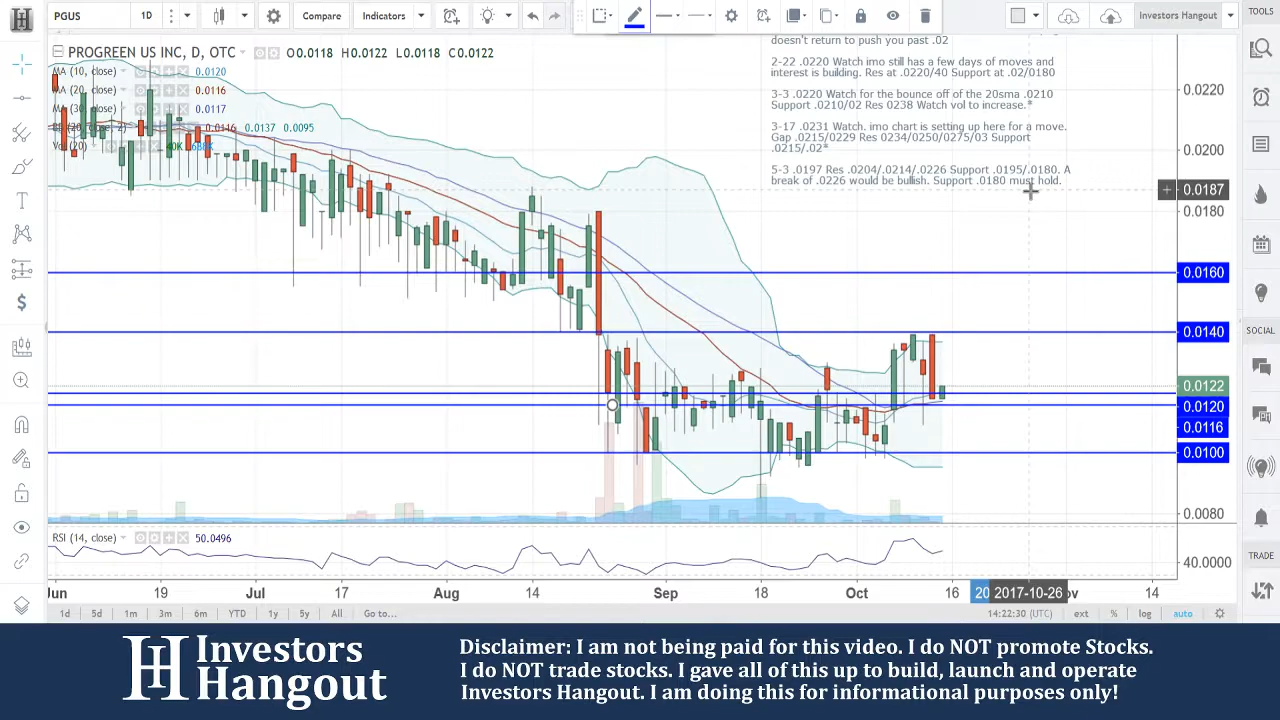 PGUS
1D
Compare
Indicators
Investors Hangout
TOOLS
PROGREEN US INC, D, OTC
O0.0118 H0.0122 L0.0118 C0.0122
MA (10, close)
0.0120
MA (20, close)
0.0116
0.0117
0.0116 0.0137 0.0095
Vol (20)
40K 688K
doesn't return to push you past .02
2-22 .0220 Watch imo still has a few days of moves and
interest is building. Res at .0220/40 Support at .02/0180
3-3 .0220 Watch for the bounce off of the 20sma .0210
Support .0210/02 Res 0238 Watch vol to increase.*
3-17 .0231 Watch. imo chart is setting up here for a move.
Gap .0215/0229 Res 0234/0250/0275/03 Support
.0215/.02*
5-3 .0197 Res .0204/.0214/.0226 Support .0195/.0180. A
break of .0226 would be bullish. Support .0180 must hold.
0.0220
0.0200
0.0187
0.0180
0.0160
0.0140
0.0122
0.0120
0.0116
0.0100
0.0080
SOCIAL
TRADE
RSI (14, close)
50.0496
40.0000
Jun
19
Jul
17
Aug
14
Sep
18
Oct
16
20
2017-10-26
ov
14
1d
5d
1m
3m
6m
YTD
1y
5y
All
Go to...
14:22:30 (UTC)
ext
%
log
auto
Investors
Hangout
Disclaimer: I am not being paid for this video. I do NOT promote Stocks.
I do NOT trade stocks. I gave all of this up to build, launch and operate
Investors Hangout. I am doing this for informational purposes only!